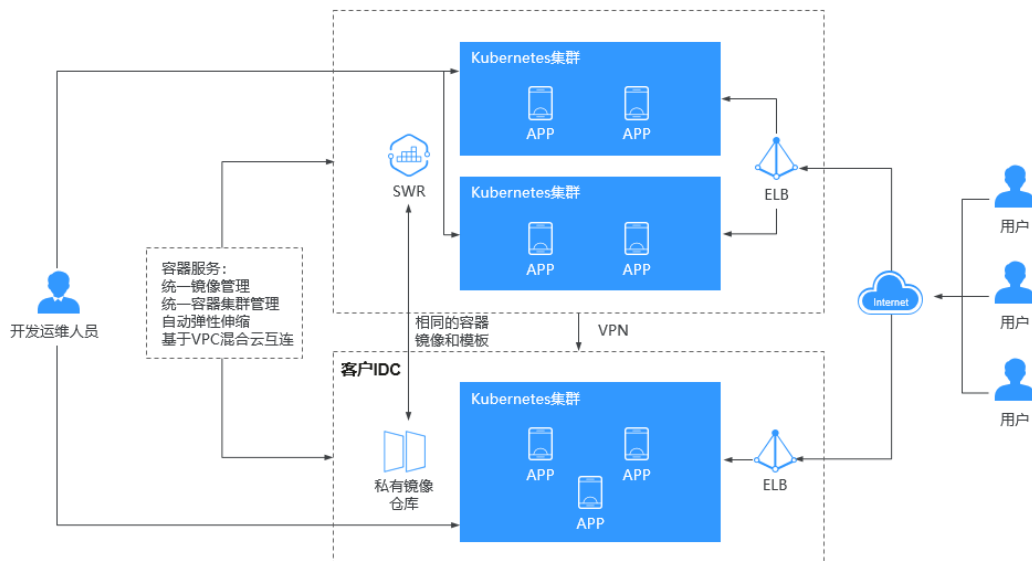 Kubernetes集群
APP
APP
SWR
ELB
Kubernetes集群
APP
APP
用户
用户
用户
Internet
容器服务：
统一镜像管理
统一容器集群管理
自动弹性伸缩
基于VPC混合云互连
开发运维人员
相同的容器
镜像和模板
VPN
客户IDC
Kubernetes集群
APP
APP
APP
私有镜像
仓库
ELB